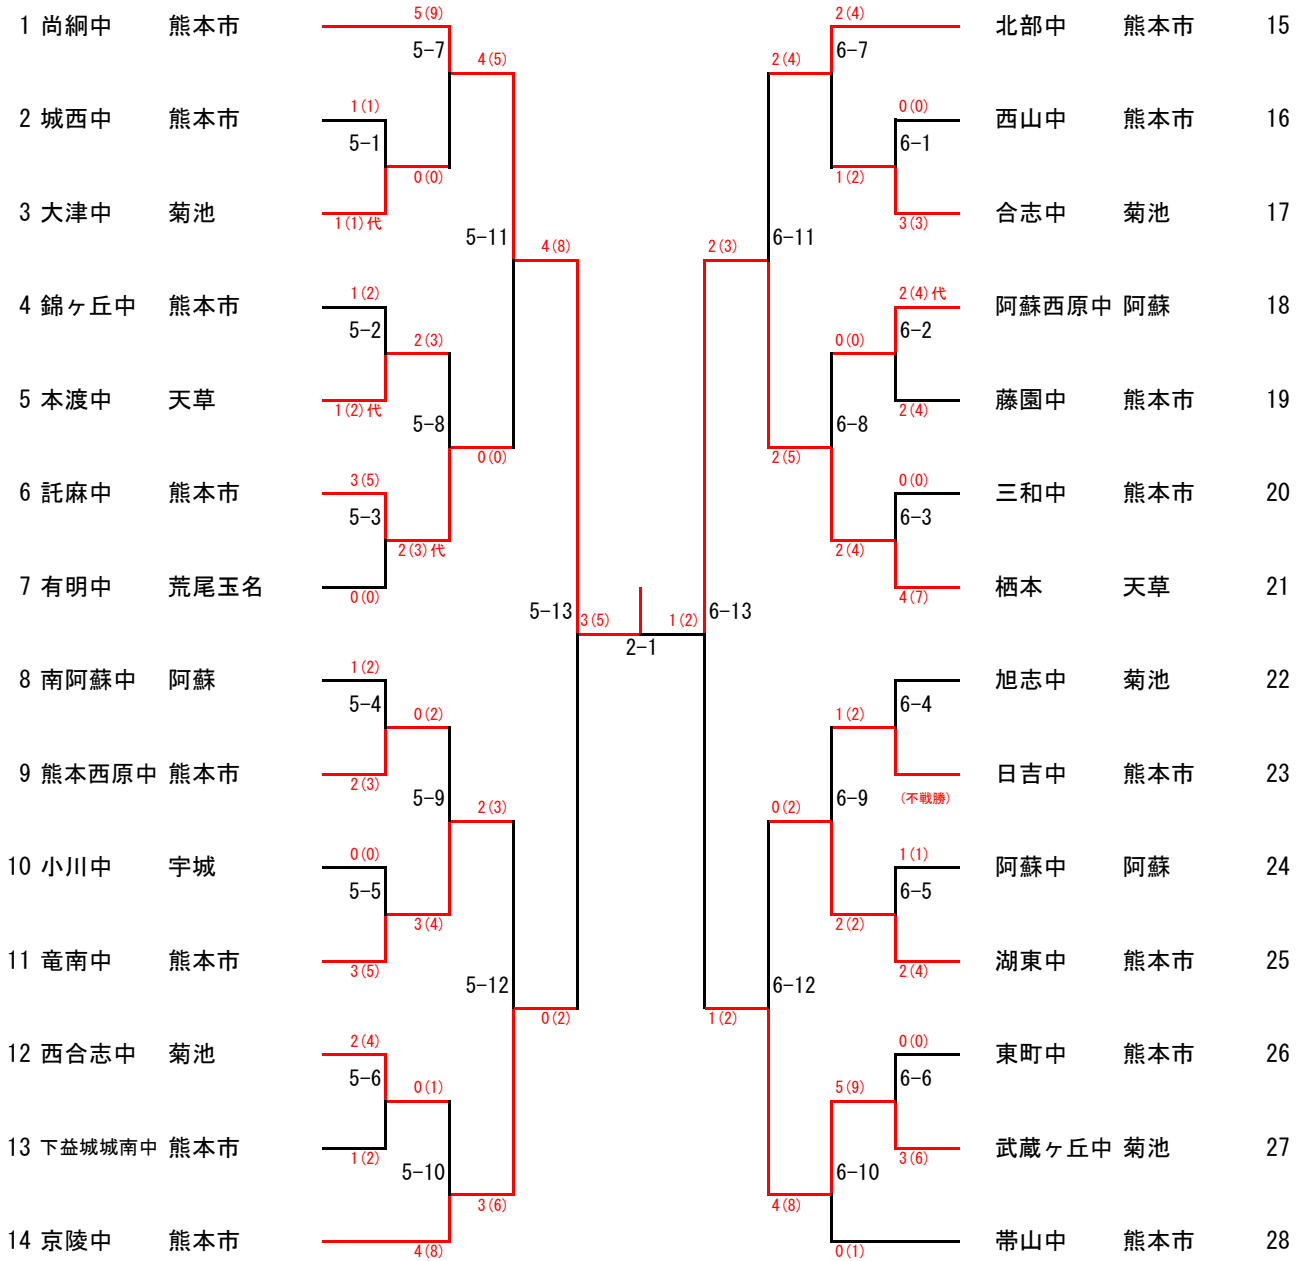 5(9)
2(4)
1 尚絅中 熊本市
北部中 熊本市 15
5-7
6-7
4(5)
2(4)
1(1)
0(0)
2 城西中 熊本市
西山中 熊本市 16
5-1
6-1
0(0)
1(2)
3 大津中 菊池
合志中 菊池 17
1(1)代
3(3)
5-11
6-11
4(8)
2(3)
1(2)
2(4)代
4 錦ヶ丘中 熊本市
阿蘇西原中 阿蘇 18
5-2
6-2
2(3)
0(0)
5 本渡中 天草
藤園中 熊本市 19
1(2)代
2(4)
5-8
6-8
0(0)
2(5)
3(5)
0(0)
6 託麻中 熊本市
三和中 熊本市 20
5-3
6-3
2(3)代
2(4)
7 有明中 荒尾玉名
栖本 天草 21
0(0)
4(7)
5-13
3(5)
1(2)
6-13
2-1
1(2)
8 南阿蘇中 阿蘇
旭志中 菊池 22
5-4
6-4
0(2)
1(2)
9 熊本西原中 熊本市
日吉中 熊本市 23
2(3)
(不戦勝)
5-9
6-9
2(3)
0(2)
0(0)
1(1)
10 小川中 宇城
阿蘇中 阿蘇 24
5-5
6-5
3(4)
2(2)
11 竜南中 熊本市
湖東中 熊本市 25
3(5)
2(4)
5-12
6-12
0(2)
1(2)
2(4)
0(0)
12 西合志中 菊池
東町中 熊本市 26
5-6
6-6
0(1)
5(9)
13 下益城城南中 熊本市
武蔵ヶ丘中 菊池 27
1(2)
3(6)
5-10
6-10
3(6)
4(8)
14 京陵中 熊本市
帯山中 熊本市 28
4(8)
0(1)